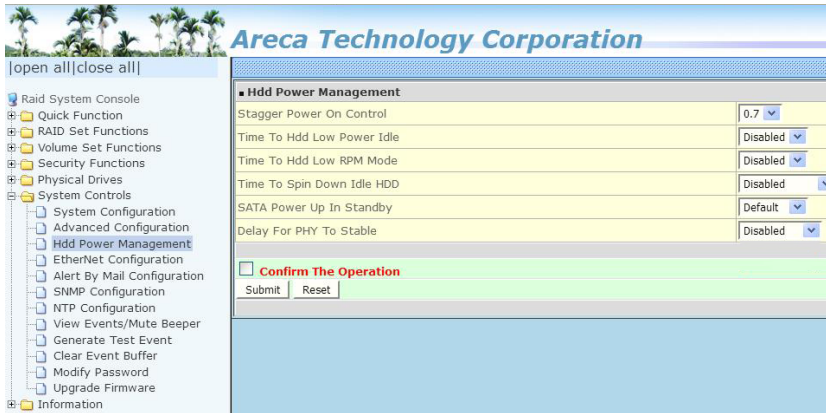 Areca Technology Corporation
|open all|close all|
Raid System Console
Quick Function
RAID Set Functions
Volume Set Functions
Security Functions
Physical Drives
System Controls
System Configuration
Advanced Configuration
Hdd Power Management
EtherNet Configuration
Alert By Mail Configuration
SNMP Configuration
NTP Configuration
View Events/Mute Beeper
Generate Test Event
Clear Event Buffer
Modify Password
Upgrade Firmware
Information
Hdd Power Management
Stagger Power On Control 0.7
Time To Hdd Low Power Idle Disabled
Time To Hdd Low RPM Mode Disabled
Time To Spin Down Idle HDD Disabled
SATA Power Up In Standby Default
Delay For PHY To Stable Disabled
Confirm The Operation
Submit Reset